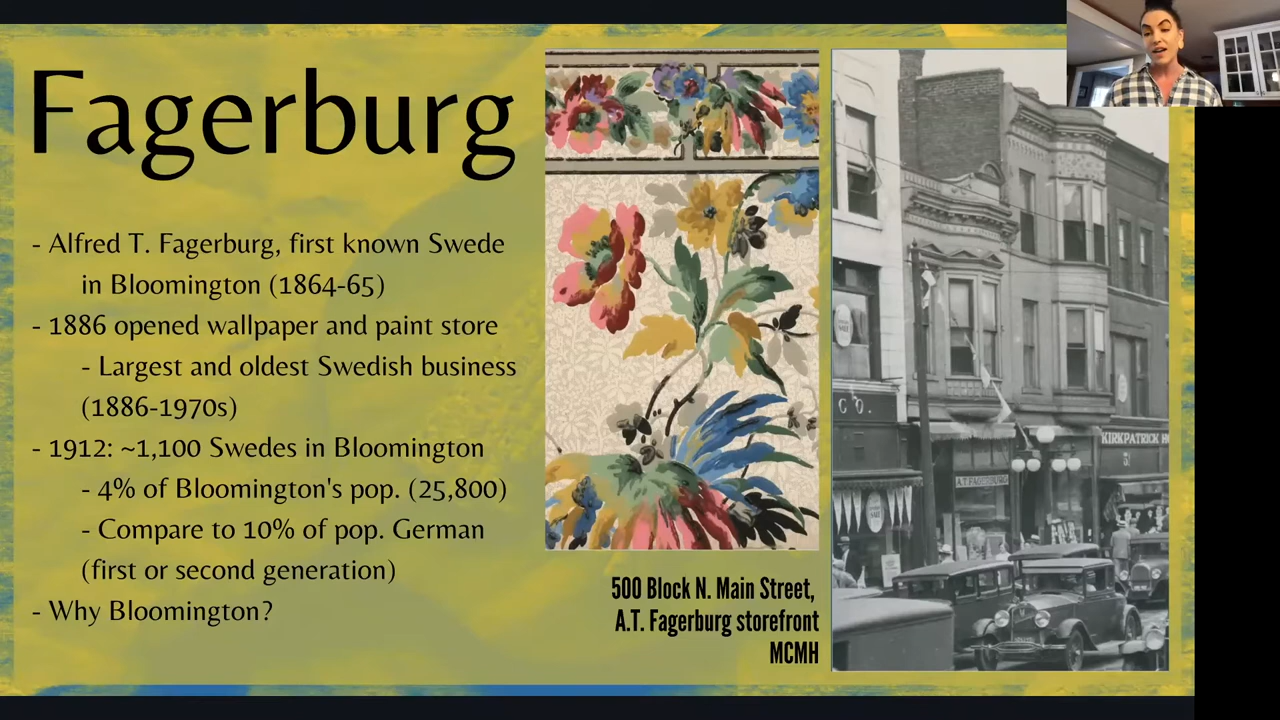 Fagerburg
- Alfred T. Fagerburg, first known Swede
in Bloomington (1864-65)
- 1886 opened wallpaper and paint store
- Largest and oldest Swedish business
(1886-1970s)
- 1912: ~1,100 Swedes in Bloomington
- 4% of Bloomington's pop. (25,800)
- Compare to 10% of pop. German
(first or second generation)
- Why Bloomington?
500 Block N. Main Street,
A.T. Fagerburg storefront
MCMH
CO.
A.T. FAGERBURG
KIRKPATRICK